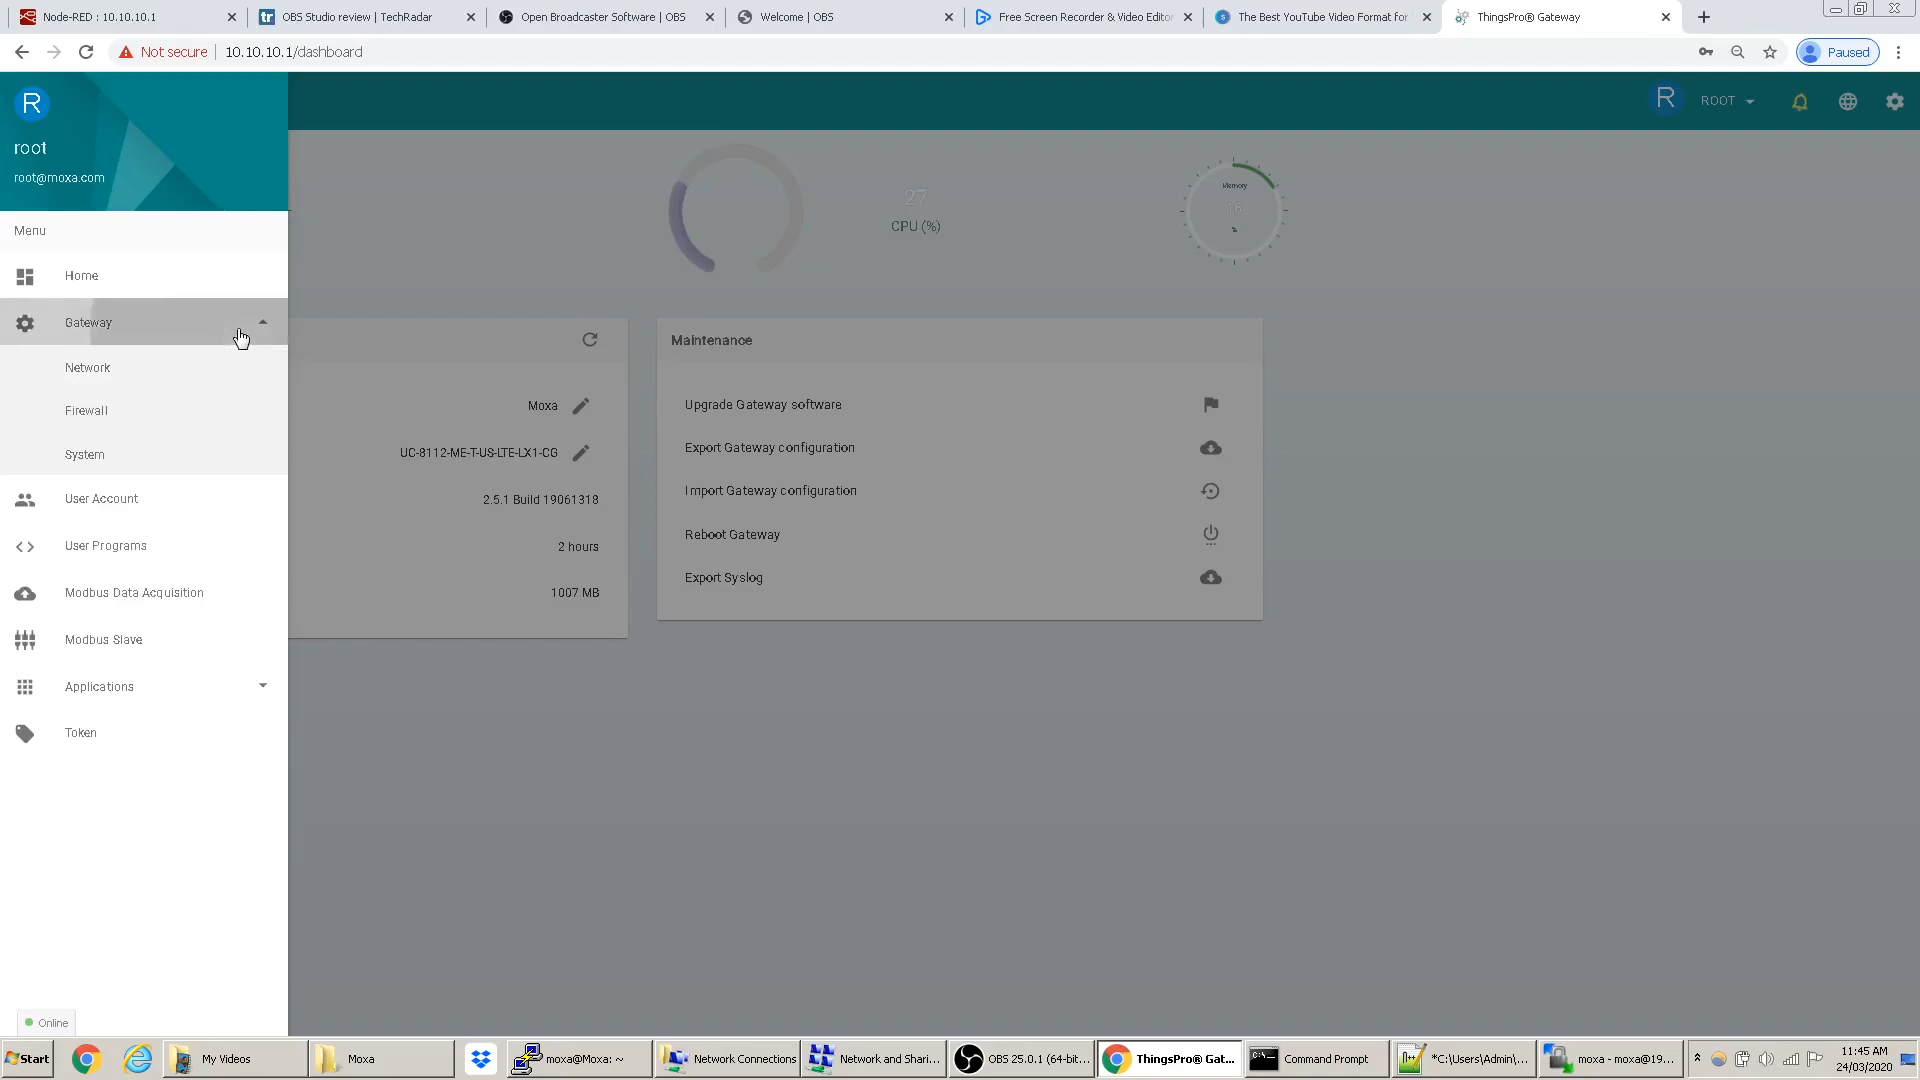 Node-RED : 10.10.10.1
OBS Studio review | TechRadar
Open Broadcaster Software | OBS
Welcome | OBS
Free Screen Recorder & Video Editor
The Best YouTube Video Format for
ThingsPro® Gateway
Not secure
10.10.10.1/dashboard
Paused
R
root
root@moxa.com
R
ROOT
Menu
Home
Gateway
Network
Firewall
System
User Account
User Programs
Modbus Data Acquisition
Modbus Slave
Applications
Token
Online
27
CPU (%)
Memory
16
%
Moxa
UC-8112-ME-T-US-LTE-LX1-CG
2.5.1 Build 19061318
2 hours
1007 MB
Maintenance
Upgrade Gateway software
Export Gateway configuration
Import Gateway configuration
Reboot Gateway
Export Syslog
Start
My Videos
Moxa
moxa@Moxa: ~
Network Connections
Network and Shari...
OBS 25.0.1 (64-bit...
ThingsPro® Gat...
Command Prompt
*C:\Users\Admin\...
moxa - moxa@19...
11:45 AM
24/03/2020